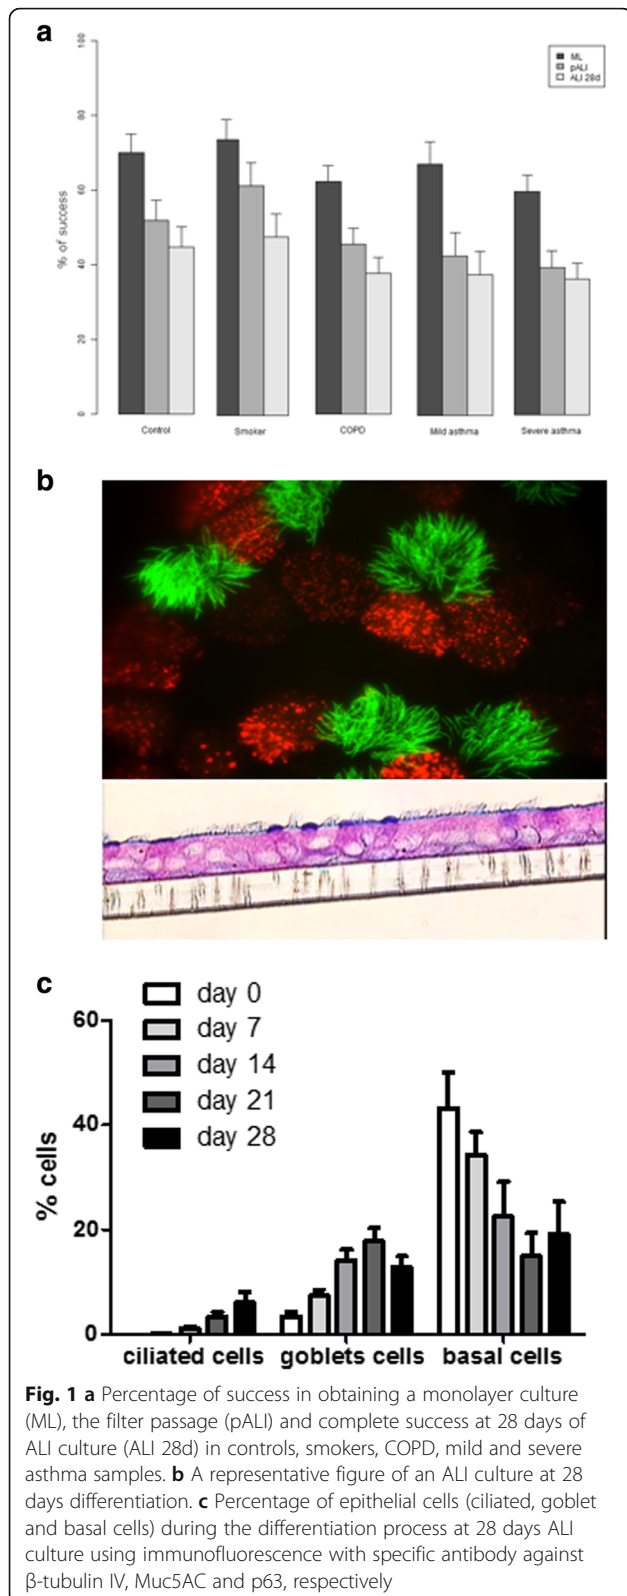 a
100
80
60
40
20
0
% of success
ML
pALI
ALI 28d
Control
Smoker
COPD
Mild asthma
Severe asthma
b
c
day 0
day 7
day 14
day 21
day 28
60
40
20
0
% cells
ciliated cells
goblets cells
basal cells
Fig. 1 a Percentage of success in obtaining a monolayer culture
(ML), the filter passage (pALI) and complete success at 28 days of
ALI culture (ALI 28d) in controls, smokers, COPD, mild and severe
asthma samples. b A representative figure of an ALI culture at 28
days differentiation. c Percentage of epithelial cells (ciliated, goblet
and basal cells) during the differentiation process at 28 days ALI
culture using immunofluorescence with specific antibody against
β-tubulin IV, Muc5AC and p63, respectively